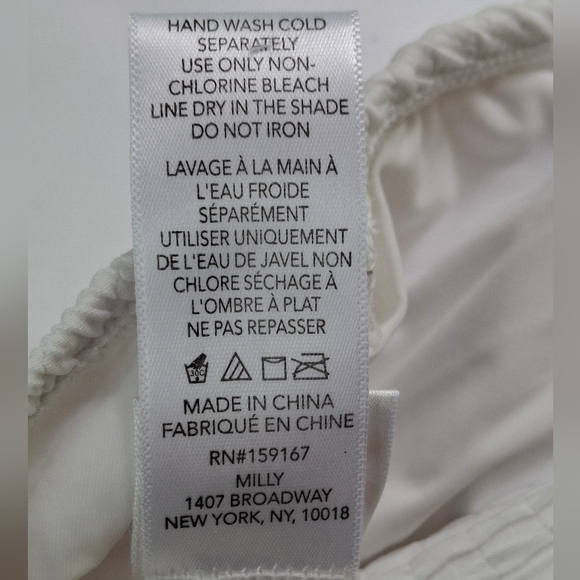 HAND WASH COLD
SEPARATELY
USE ONLY NON-
CHLORINE BLEACH
LINE DRY IN THE SHADE
DO NOT IRON
LAVAGE À LA MAIN À
L'EAU FROIDE
SÉPARÉMENT
UTILISER UNIQUEMENT
DE L'EAU DE JAVEL NON
CHLORE SÉCHAGE À
L'OMBRE À PLAT
NE PAS REPASSER
MADE IN CHINA
FABRIQUÉ EN CHINE
RN#159167
MILLY
1407 BROADWAY
NEW YORK, NY, 10018